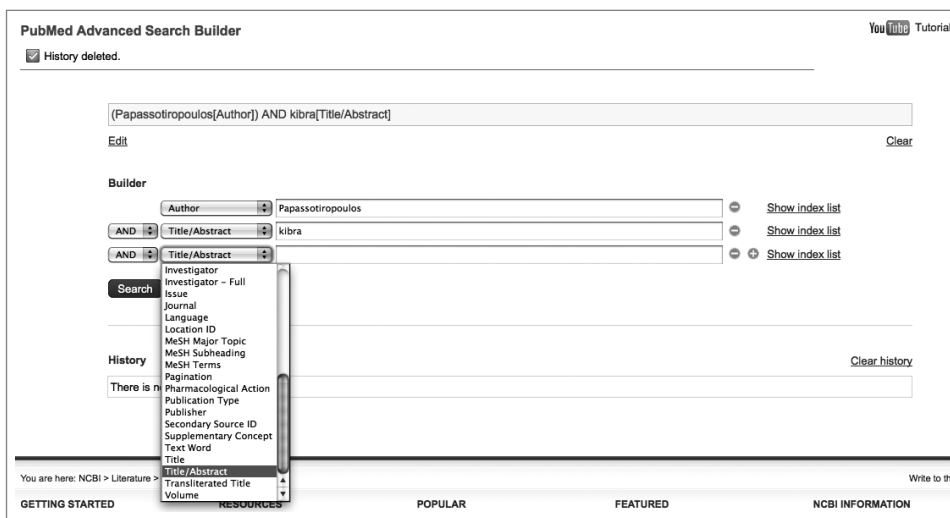 PubMed Advanced Search Builder
You Tube Tutorial
History deleted.
(Papassotiropoulos[Author]) AND kibra[Title/Abstract]
Edit
Clear
Builder
Author Papassotiropoulos Show index list
AND Title/Abstract kibra Show index list
AND Title/Abstract Show index list
Investigator
Investigator – Full
Issue
Journal
Language
Location ID
MeSH Major Topic
MeSH Subheading
MeSH Terms
Pagination
Pharmacological Action
Publication Type
Publisher
Secondary Source ID
Supplementary Concept
Text Word
Title
Title/Abstract
Transliterated Title
Volume
Search
History
Clear history
There is n
You are here: NCBI > Literature >
Write to th
GETTING STARTED RESOURCES POPULAR FEATURED NCBI INFORMATION